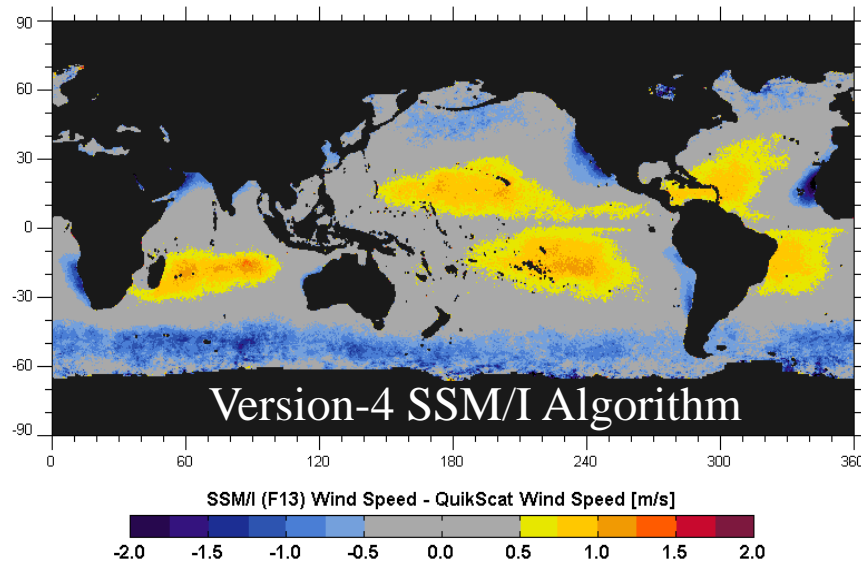 90
60
30
0
-30
-60
-90
Version-4 SSM/I Algorithm
0 60 120 180 240 300 360
SSM/I (F13) Wind Speed - QuikScat Wind Speed [m/s]
-2.0 -1.5 -1.0 -0.5 0.0 0.5 1.0 1.5 2.0